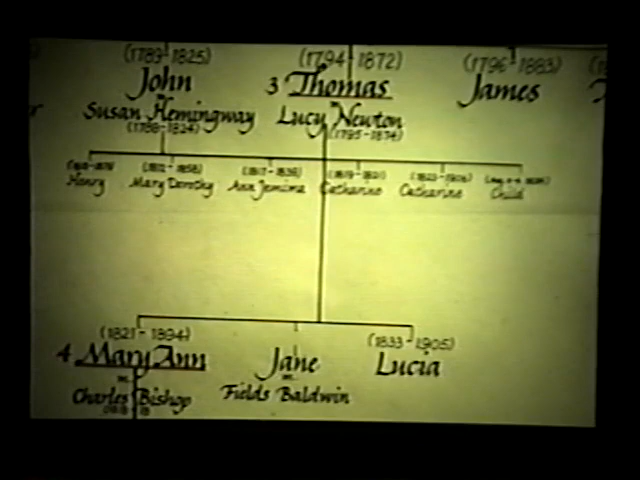 (1789-1825) (1794-1872) (1796-1883)
John 3 Thomas James
Susan Hemingway Lucy Newton
(1788-1824) (1795-1874)
Henry Mary Dorothy Ann Jemima Catharine Catharine Child
(1821-1894) (1833-1905)
4 Mary Ann Jane Lucia
m. m.
Charles Bishop Fields Baldwin